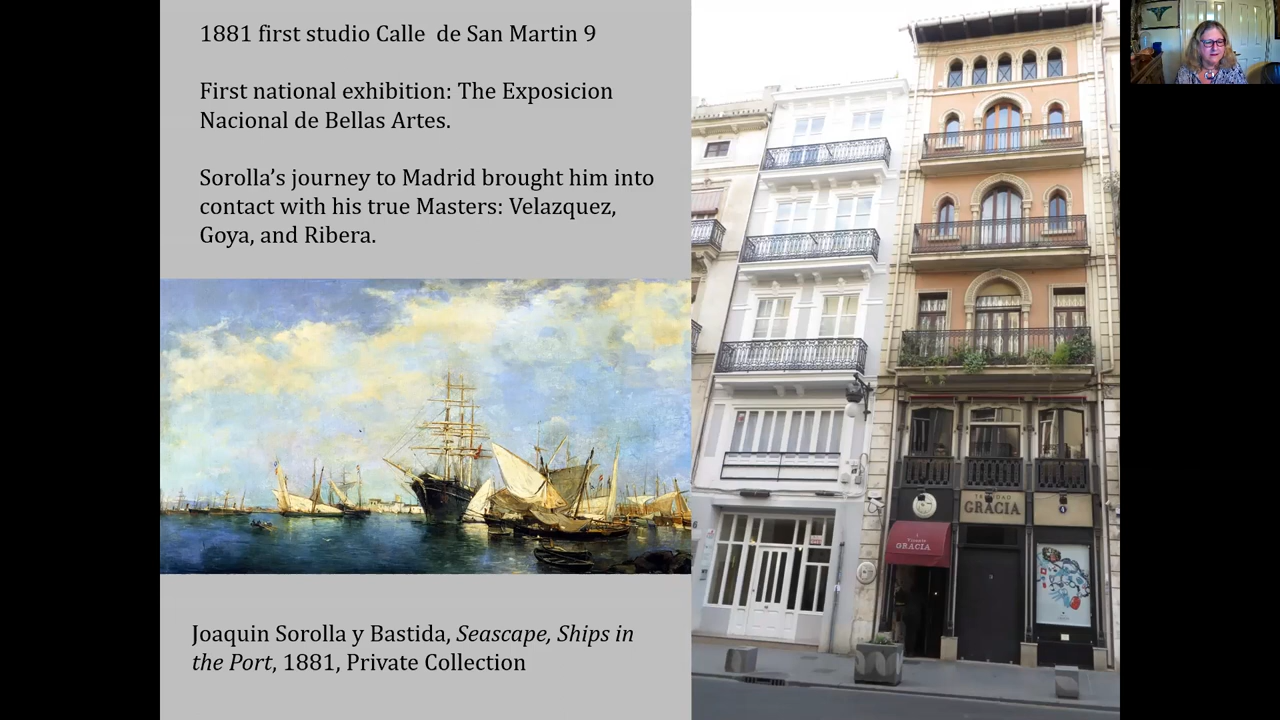 1881 first studio Calle  de San Martin 9
First national exhibition: The Exposicion
Nacional de Bellas Artes.
Sorolla’s journey to Madrid brought him into
contact with his true Masters: Velazquez,
Goya, and Ribera.
Joaquin Sorolla y Bastida, Seascape, Ships in
the Port, 1881, Private Collection
GRACIA
GRACIA